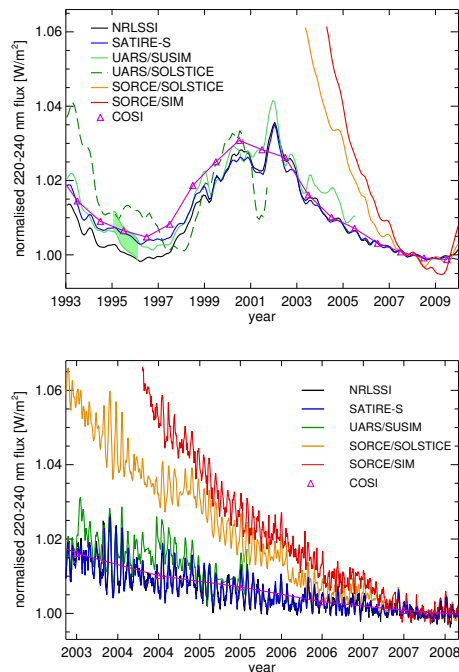 normalised 220-240 nm flux [W/m²]
1.06
1.04
1.02
1.00
NRLSSI
SATIRE-S
UARS/SUSIM
UARS/SOLSTICE
SORCE/SOLSTICE
SORCE/SIM
COSI
1993 1995 1997 1999 2001 2003 2005 2007 2009
year
normalised 220-240 nm flux [W/m²]
1.06
1.04
1.02
1.00
NRLSSI
SATIRE-S
UARS/SUSIM
SORCE/SOLSTICE
SORCE/SIM
COSI
2003 2004 2004 2005 2005 2006 2006 2007 2007 2008
year